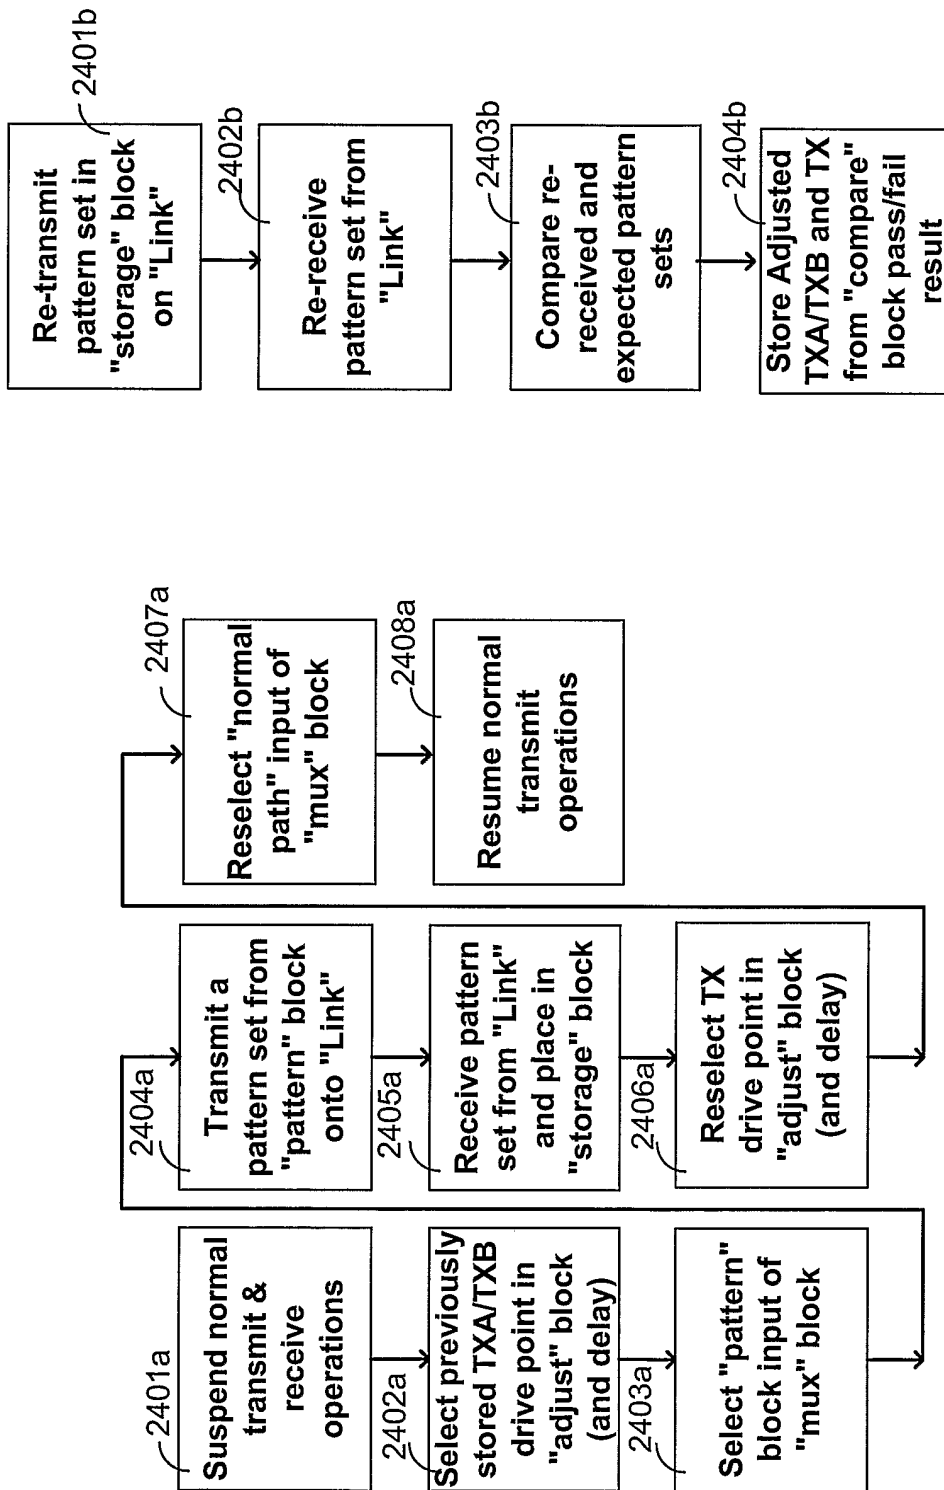 2401a
Suspend normal
transmit &
receive
operations
2402a
Select previously
stored TXA/TXB
drive point in
"adjust" block
(and delay)
2403a
Select "pattern"
block input of
"mux" block
2404a
Transmit a
pattern set from
"pattern" block
onto "Link"
2405a
Receive pattern
set from "Link"
and place in
"storage" block
2406a
Reselect TX
drive point in
"adjust" block
(and delay)
2407a
Reselect "normal
path" input of
"mux" block
2408a
Resume normal
transmit
operations
2401b
Re-transmit
pattern set in
"storage" block
on "Link"
2402b
Re-receive
pattern set from
"Link"
2403b
Compare re-
received and
expected pattern
sets
2404b
Store Adjusted
TXA/TXB and TX
from "compare"
block pass/fail
result